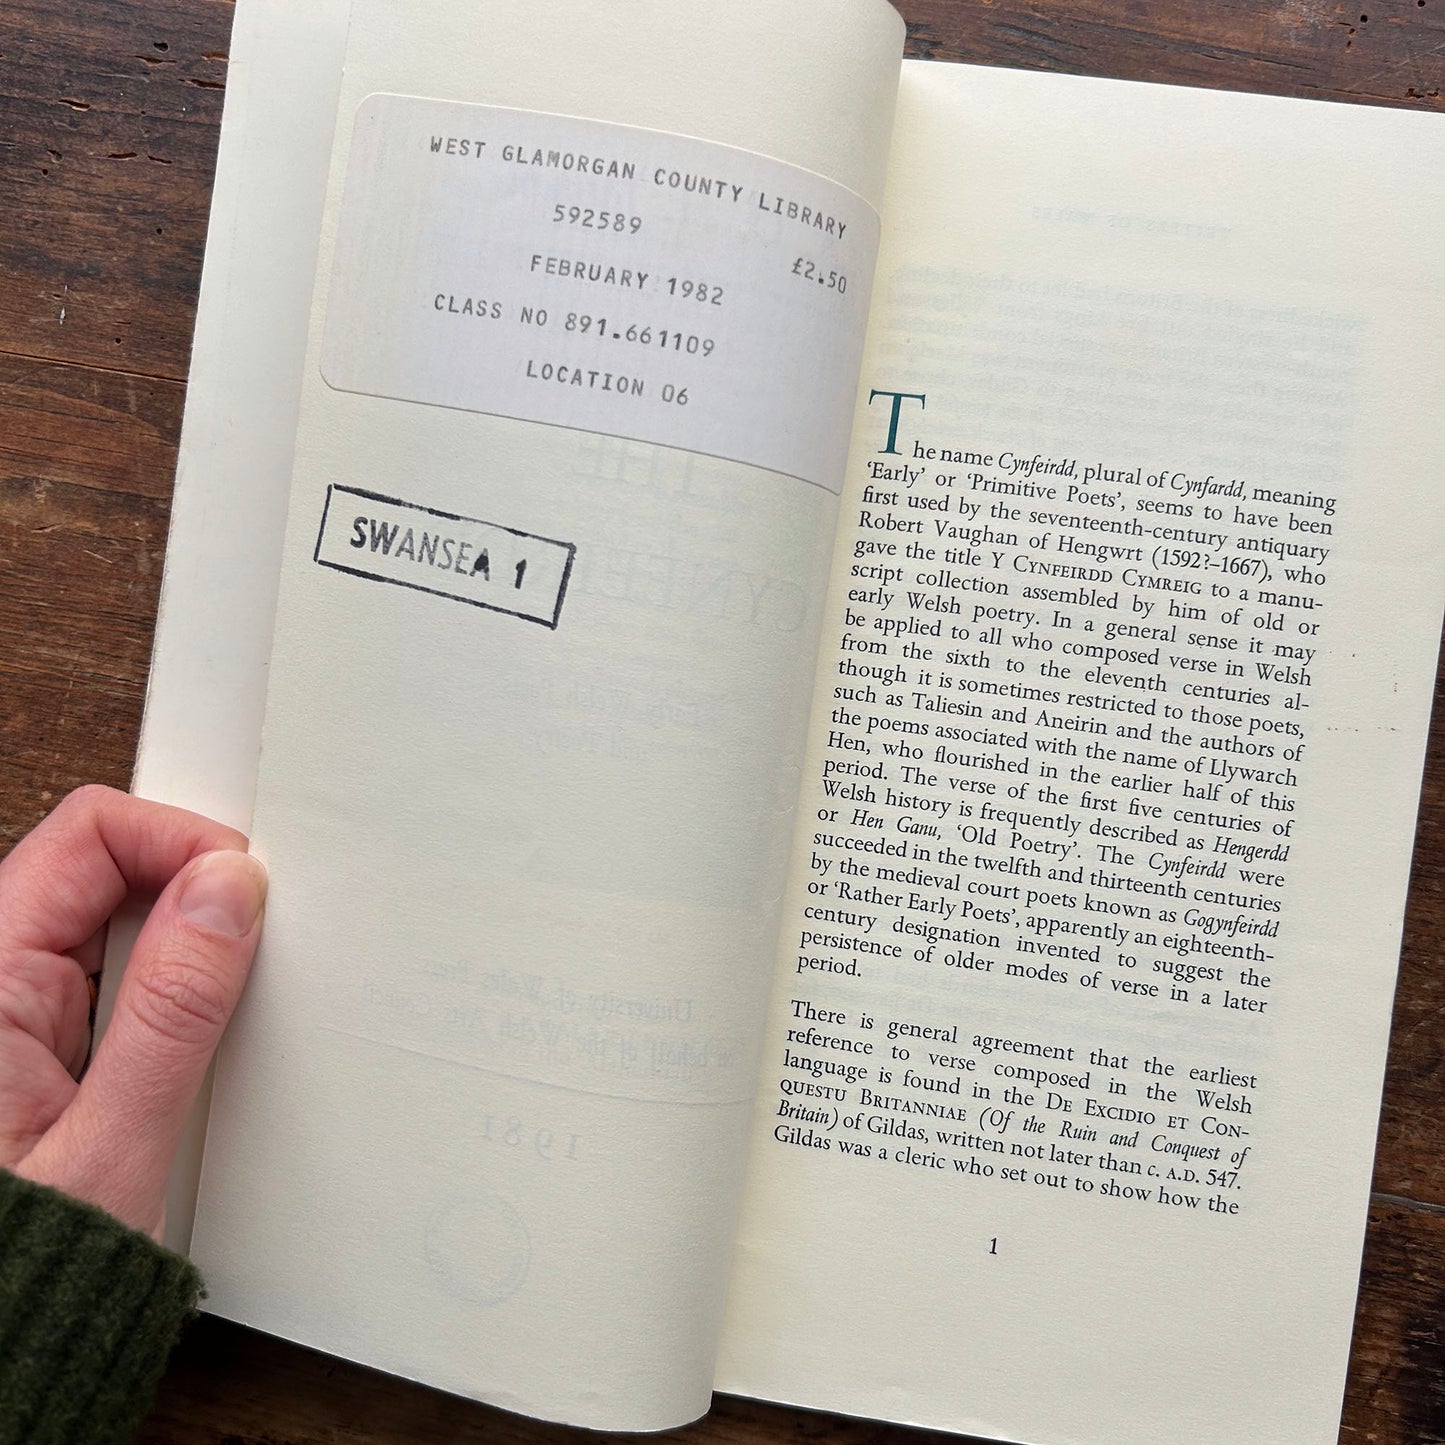 WEST GLAMORGAN COUNTY LIBRARY
592589
£2.50
FEBRUARY 1982
CLASS NO 891.661109
LOCATION 06
SWANSEA 1
THE
University of Wales
on behalf of the
1981
The name Cynfeirdd, plural of Cynfardd, meaning
‘Early’ or ‘Primitive Poets’, seems to have been
first used by the seventeenth-century antiquary
Robert Vaughan of Hengwrt (1592?–1667), who
gave the title Y CYNFEIRDD CYMREIG to a manu-
script collection assembled by him of old or
early Welsh poetry. In a general sense it may
be applied to all who composed verse in Welsh
from the sixth to the eleventh centuries al-
though it is sometimes restricted to those poets,
such as Taliesin and Aneirin and the authors of
the poems associated with the name of Llywarch
Hen, who flourished in the earlier half of this
period. The verse of the first five centuries of
Welsh history is frequently described as Hengerdd
or Hen Ganu, ‘Old Poetry’. The Cynfeirdd were
succeeded in the twelfth and thirteenth centuries
by the medieval court poets known as Gogynfeirdd
or ‘Rather Early Poets’, apparently an eighteenth-
century designation invented to suggest the
persistence of older modes of verse in a later
period.
There is general agreement that the earliest
reference to verse composed in the Welsh
language is found in the DE EXCIDIO ET CON-
QUESTU BRITANNIAE (Of the Ruin and Conquest of
Britain) of Gildas, written not later than c. A.D. 547.
Gildas was a cleric who set out to show how the
1